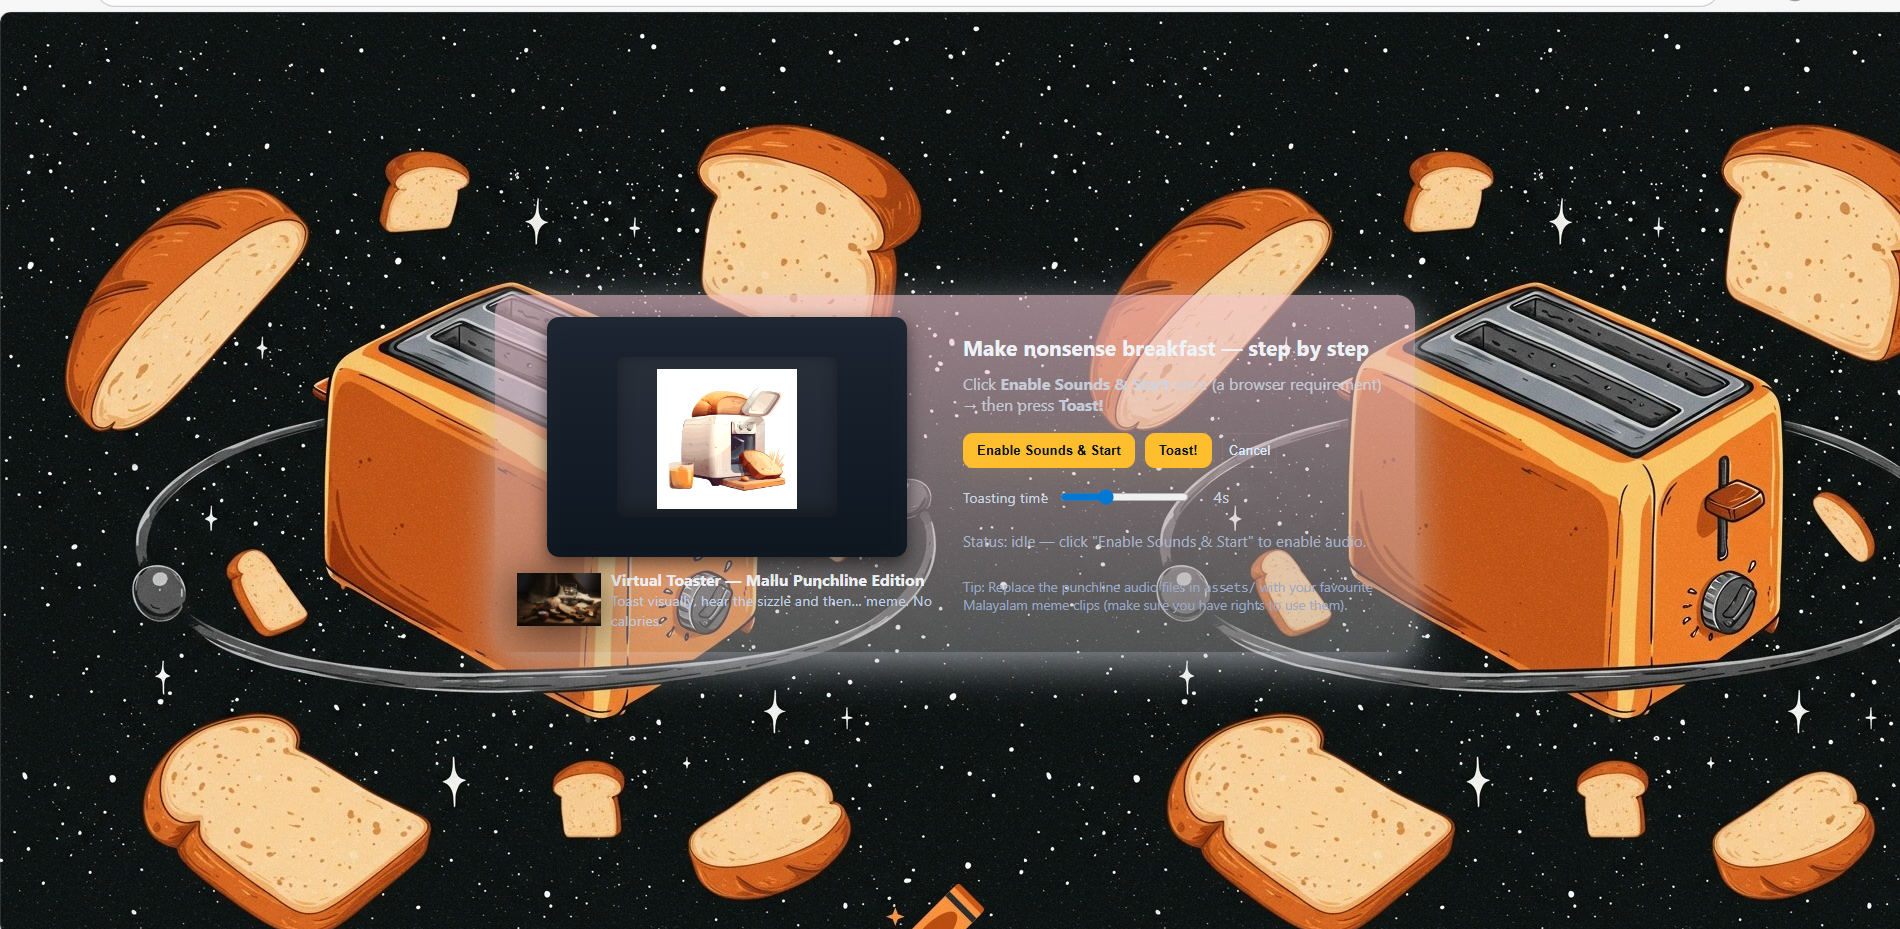 Make nonsense breakfast — step by step
Click Enable Sounds & Start (a browser requirement)
→ then press Toast!
Enable Sounds & Start
Toast!
Cancel
Toasting time
4s
Status: idle — click "Enable Sounds & Start" to enable audio.
Tip: Replace the punchline audio files in assets/ with your favourite
Malayalam meme clips (make sure you have rights to use them).
Virtual Toaster — Mallu Punchline Edition
Toast visually, hear the sizzle and then... meme. No
calories.